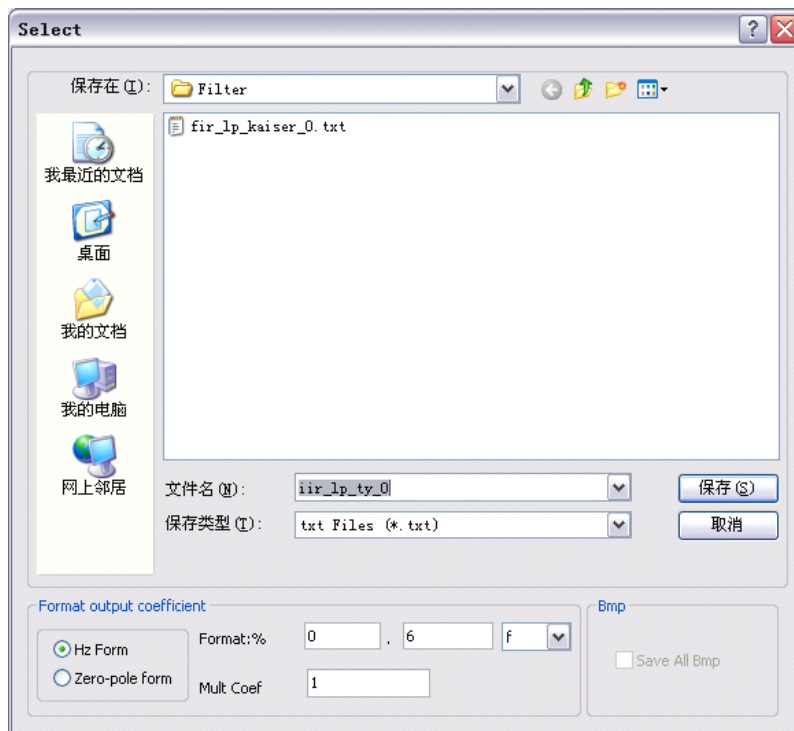 Select
保存在(I):
Filter
fir_lp_kaiser_0.txt
我最近的文档
桌面
我的文档
我的电脑
网上邻居
文件名(N):
iir_lp_ty_0
保存(S)
保存类型(T):
txt Files (*.txt)
取消
Format output coefficient
Bmp
Hz Form
Format:%
0
.
6
f
Save All Bmp
Zero-pole form
Mult Coef
1